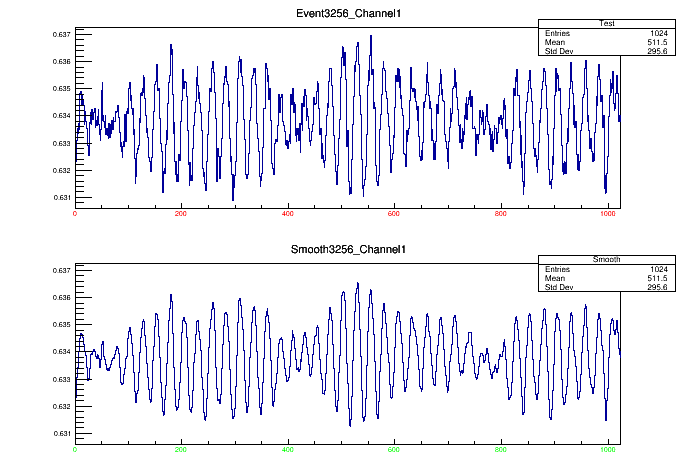 Event3256_Channel1
Test
Entries 1024
Mean 511.5
Std Dev 295.6
0.637
0.636
0.635
0.634
0.633
0.632
0.631
0 200 400 600 800 1000
Smooth3256_Channel1
Smooth
Entries 1024
Mean 511.5
Std Dev 295.6
0.637
0.636
0.635
0.634
0.633
0.632
0.631
0 200 400 600 800 1000